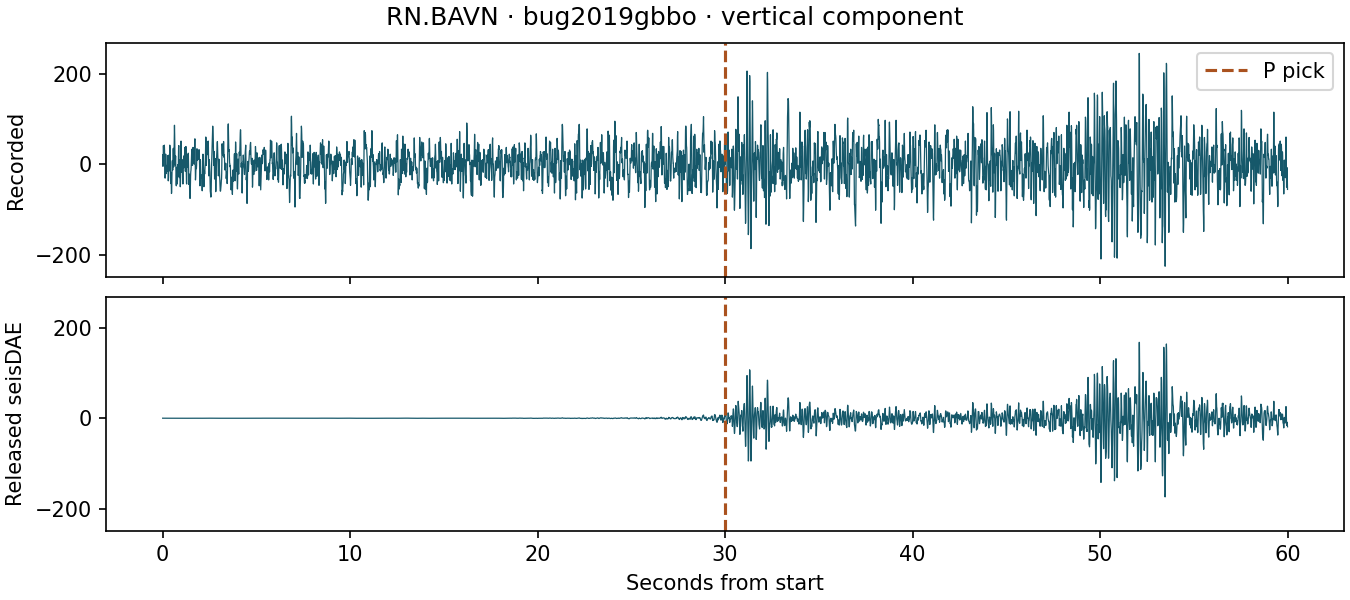 RN.BAVN · bug2019gbbo · vertical component
Recorded
200
0
−200
P pick
Released seisDAE
200
0
−200
0 10 20 30 40 50 60
Seconds from start